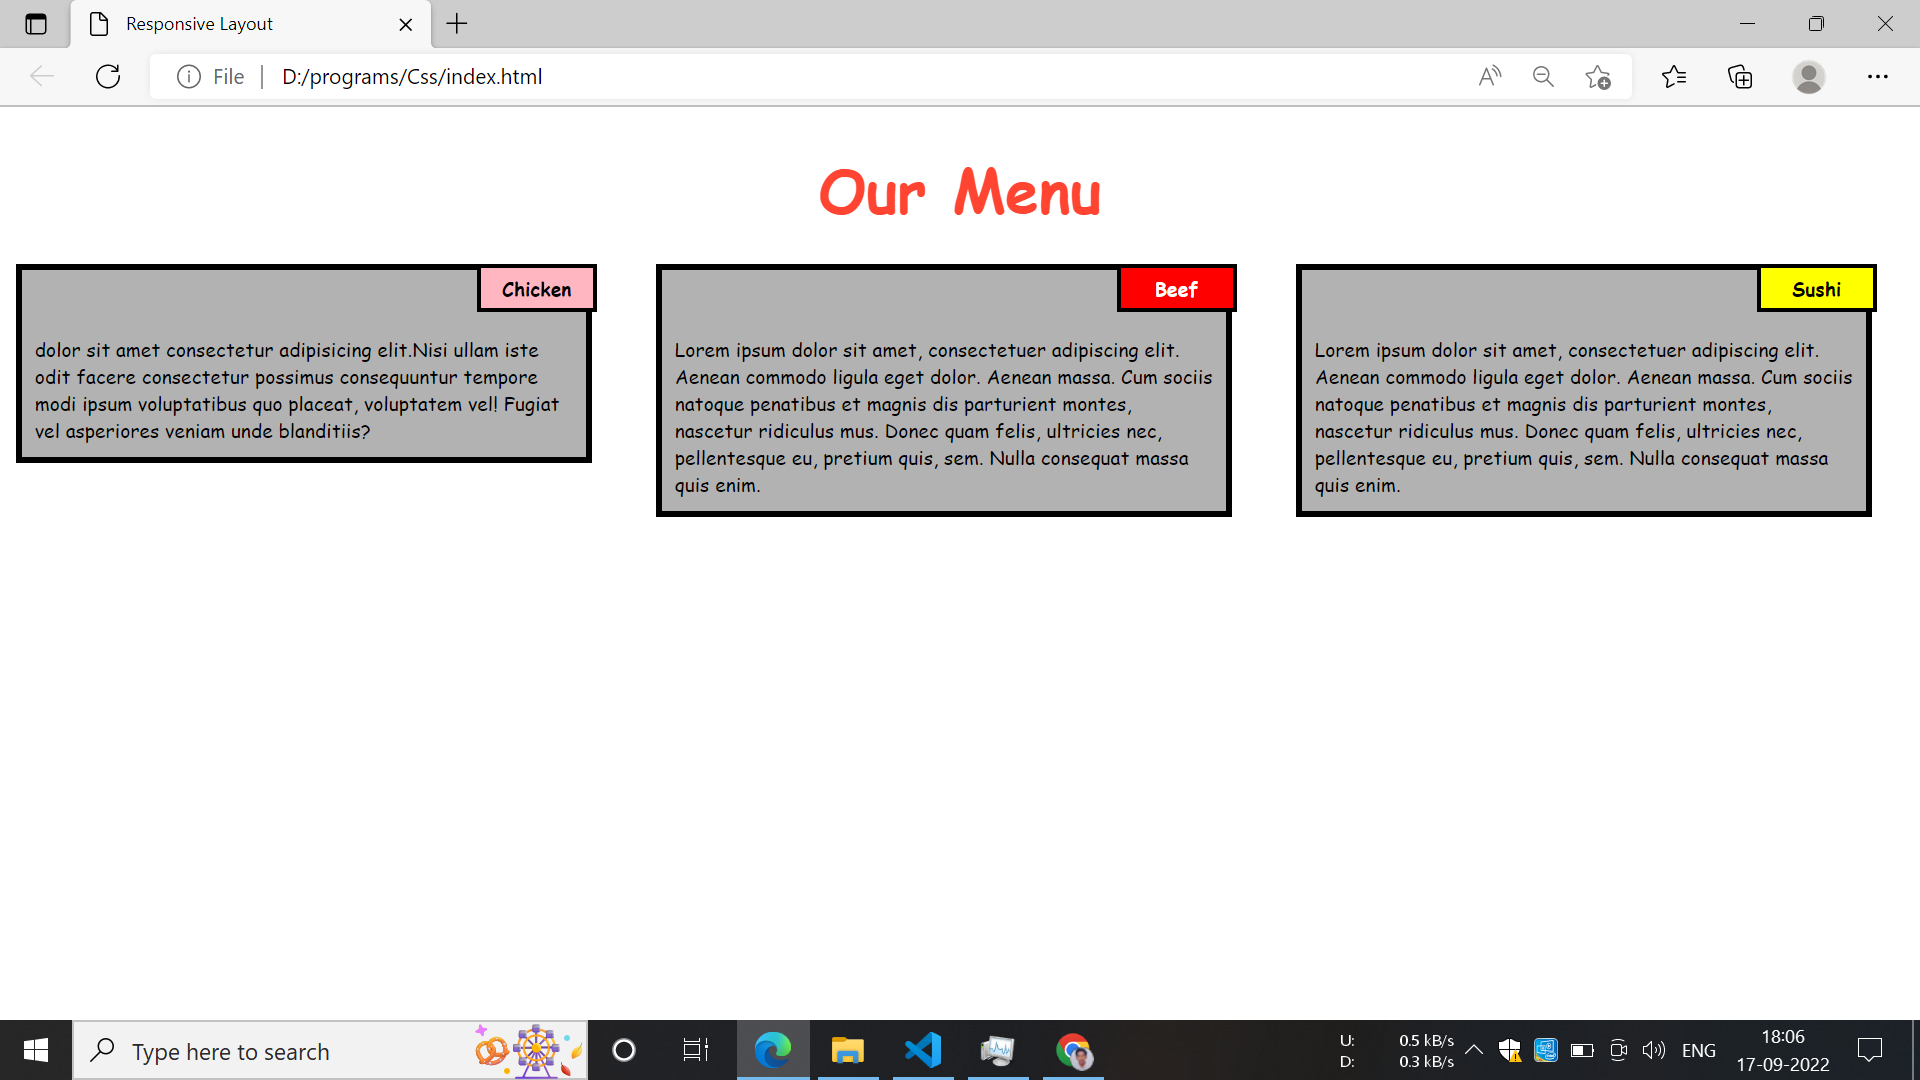 Responsive Layout
File
D:/programs/Css/index.html
Our Menu
Chicken
dolor sit amet consectetur adipisicing elit.Nisi ullam iste
odit facere consectetur possimus consequuntur tempore
modi ipsum voluptatibus quo placeat, voluptatem vel! Fugiat
vel asperiores veniam unde blanditiis?
Beef
Lorem ipsum dolor sit amet, consectetuer adipiscing elit.
Aenean commodo ligula eget dolor. Aenean massa. Cum sociis
natoque penatibus et magnis dis parturient montes,
nascetur ridiculus mus. Donec quam felis, ultricies nec,
pellentesque eu, pretium quis, sem. Nulla consequat massa
quis enim.
Sushi
Lorem ipsum dolor sit amet, consectetuer adipiscing elit.
Aenean commodo ligula eget dolor. Aenean massa. Cum sociis
natoque penatibus et magnis dis parturient montes,
nascetur ridiculus mus. Donec quam felis, ultricies nec,
pellentesque eu, pretium quis, sem. Nulla consequat massa
quis enim.
Type here to search
U: 0.5 kB/s
D: 0.3 kB/s
ENG
18:06
17-09-2022